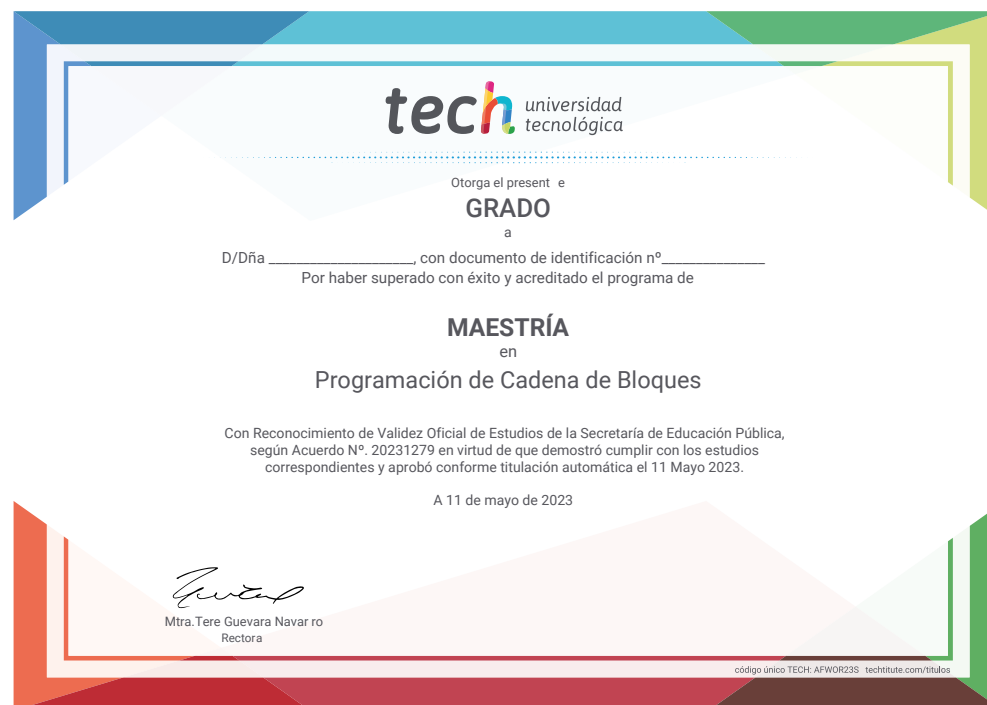 tech universidad
tecnológica
Otorga el present e
GRADO
a
D/Dña ____________________, con documento de identificación nº______________
Por haber superado con éxito y acreditado el programa de
MAESTRÍA
en
Programación de Cadena de Bloques
Con Reconocimiento de Validez Oficial de Estudios de la Secretaría de Educación Pública,
según Acuerdo Nº. 20231279 en virtud de que demostró cumplir con los estudios
correspondientes y aprobó conforme titulación automática el 11 Mayo 2023.
A 11 de mayo de 2023
Mtra.Tere Guevara Navar ro
Rectora
código único TECH: AFWOR23S techtitute.com/titulos